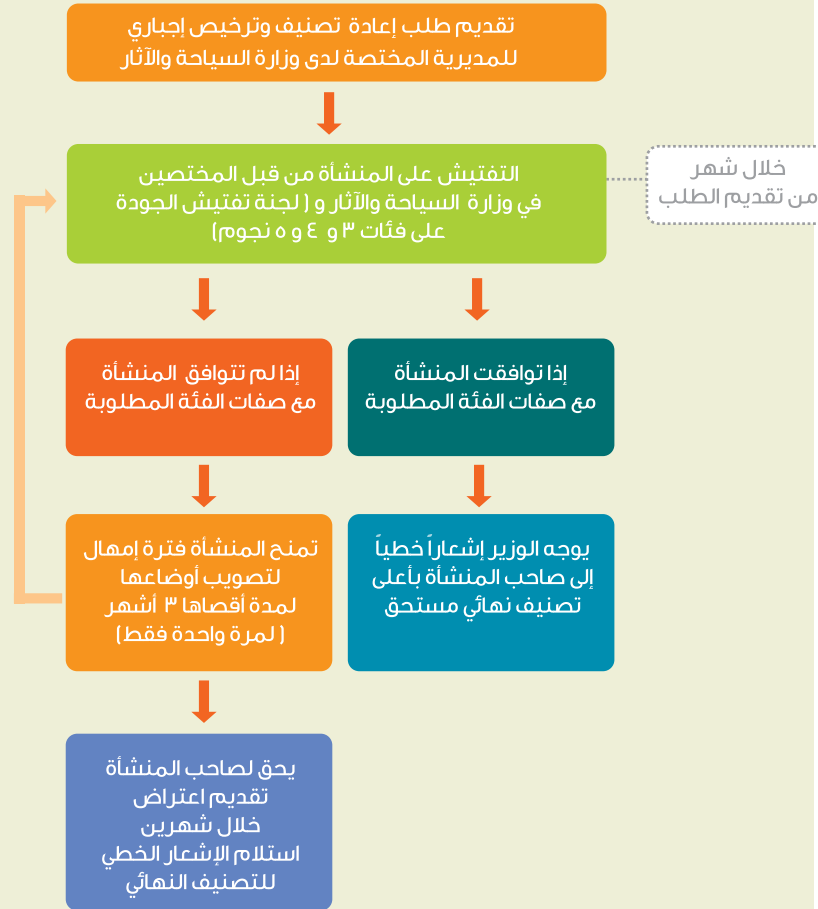 تقديم طلب إعادة تصنيف وترخيص إجباري
للمديرية المختصة لدى وزارة السياحة والآثار
التفتيش على المنشأة من قبل المختصين
في وزارة السياحة والآثار و ( لجنة تفتيش الجودة
على فئات ٣ و ٤ و ٥ نجوم)
خلال شهر
من تقديم الطلب
إذا توافقت المنشأة
مع صفات الفئة المطلوبة
إذا لم تتوافق المنشأة
مع صفات الفئة المطلوبة
يوجه الوزير إشعاراً خطياً
إلى صاحب المنشأة بأعلى
تصنيف نهائي مستحق
تمنح المنشأة فترة إمهال
لتصويب أوضاعها
لمدة أقصاها ٣ أشهر
( لمرة واحدة فقط)
يحق لصاحب المنشأة
تقديم اعتراض
خلال شهرين
استلام الإشعار الخطي
للتصنيف النهائي